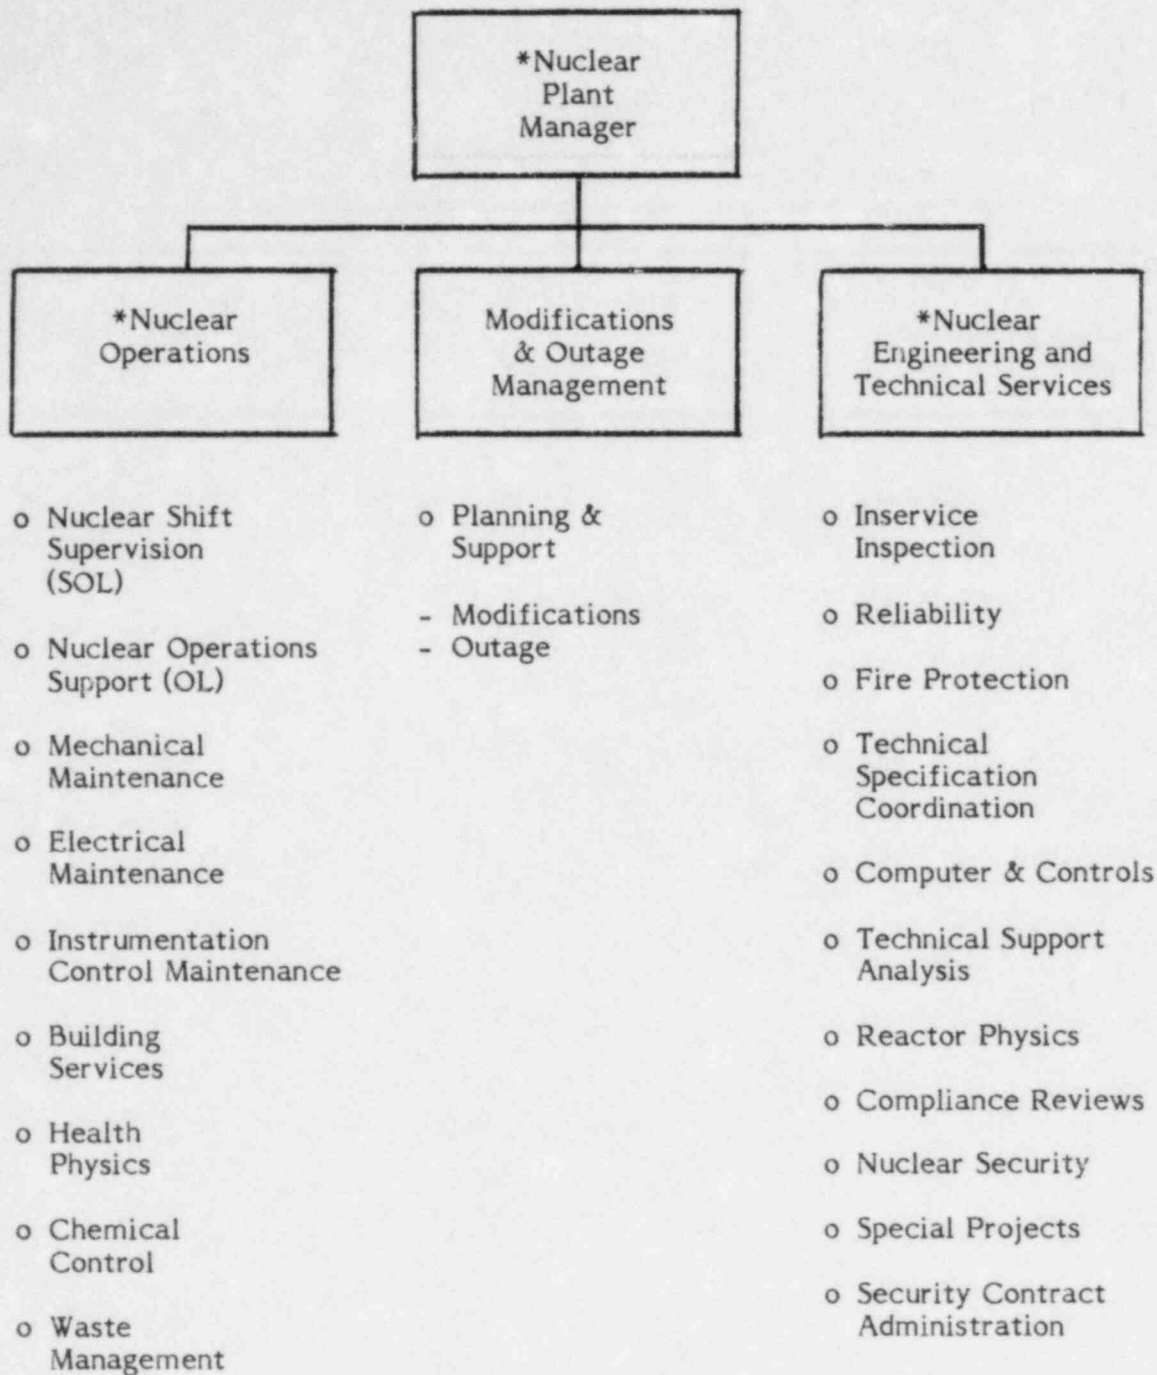 *Nuclear
Plant
Manager
*Nuclear
Operations
Modifications
& Outage
Management
*Nuclear
Engineering and
Technical Services
o Nuclear Shift
Supervision
(SOL)
o Nuclear Operations
Support (OL)
o Mechanical
Maintenance
o Electrical
Maintenance
o Instrumentation
Control Maintenance
o Building
Services
o Health
Physics
o Chemical
Control
o Waste
Management
o Planning &
Support
- Modifications
- Outage
o Inservice
Inspection
o Reliability
o Fire Protection
o Technical
Specification
Coordination
o Computer & Controls
o Technical Support
Analysis
o Reactor Physics
o Compliance Reviews
o Nuclear Security
o Special Projects
o Security Contract
Administration